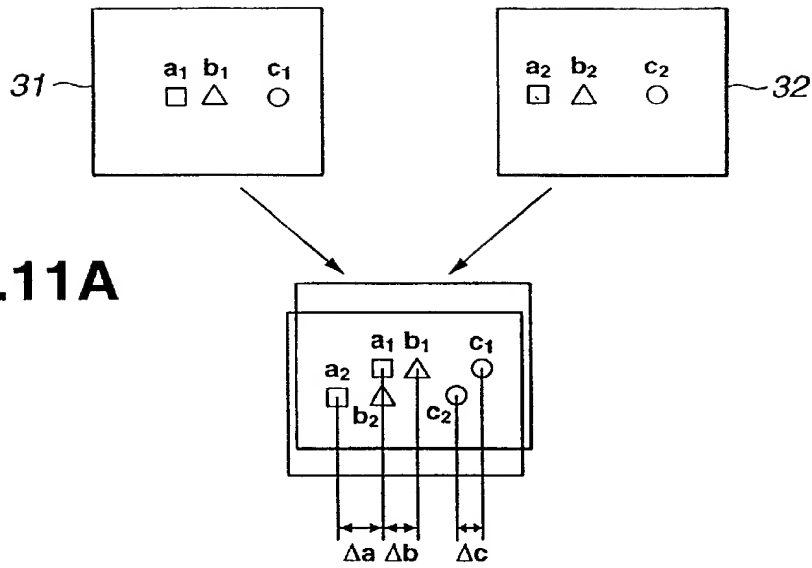 a₁ b₁ c₁
31
a₂ b₂ c₂
32
.11A
a₁ b₁ c₁
a₂
b₂ c₂
Δa Δb Δc